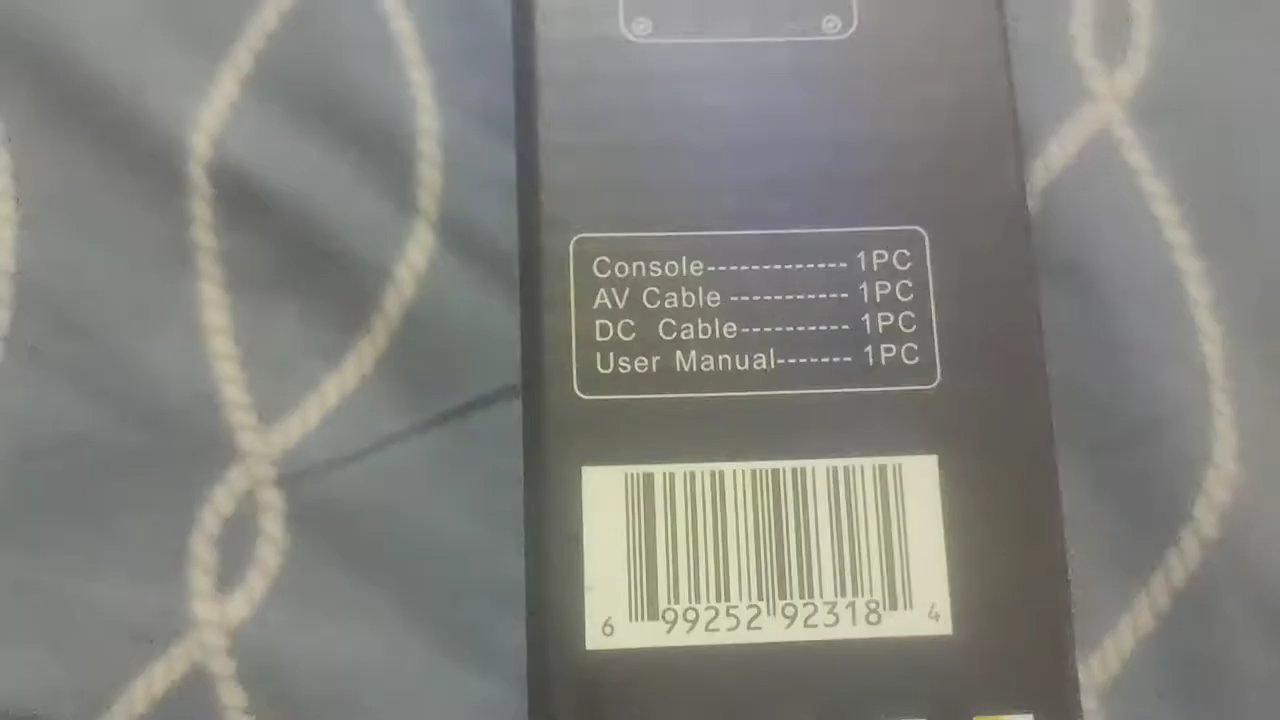 Console------------- 1PC
AV Cable ----------- 1PC
DC Cable---------- 1PC
User Manual------- 1PC
6 99252 92318 4